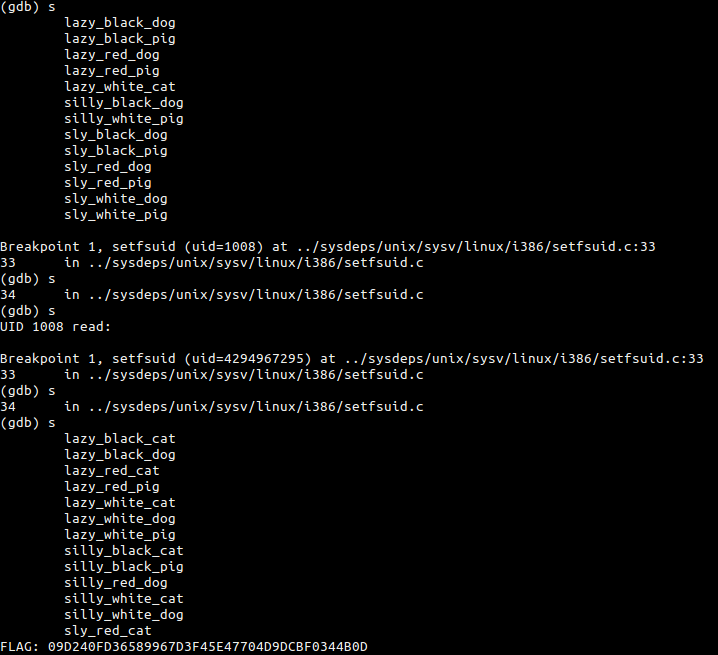 (gdb) s
lazy_black_dog
lazy_black_pig
lazy_red_dog
lazy_red_pig
lazy_white_cat
silly_black_dog
silly_white_pig
sly_black_dog
sly_black_pig
sly_red_dog
sly_red_pig
sly_white_dog
sly_white_pig
Breakpoint 1, setfsuid (uid=1008) at ../sysdeps/unix/sysv/linux/i386/setfsuid.c:33
33      in ../sysdeps/unix/sysv/linux/i386/setfsuid.c
(gdb) s
34      in ../sysdeps/unix/sysv/linux/i386/setfsuid.c
(gdb) s
UID 1008 read:
Breakpoint 1, setfsuid (uid=4294967295) at ../sysdeps/unix/sysv/linux/i386/setfsuid.c:33
33      in ../sysdeps/unix/sysv/linux/i386/setfsuid.c
(gdb) s
34      in ../sysdeps/unix/sysv/linux/i386/setfsuid.c
(gdb) s
lazy_black_cat
lazy_black_dog
lazy_red_cat
lazy_red_pig
lazy_white_cat
lazy_white_dog
lazy_white_pig
silly_black_cat
silly_black_pig
silly_red_dog
silly_white_cat
silly_white_dog
sly_red_cat
FLAG: 09D240FD36589967D3F45E47704D9DCBF0344B0D